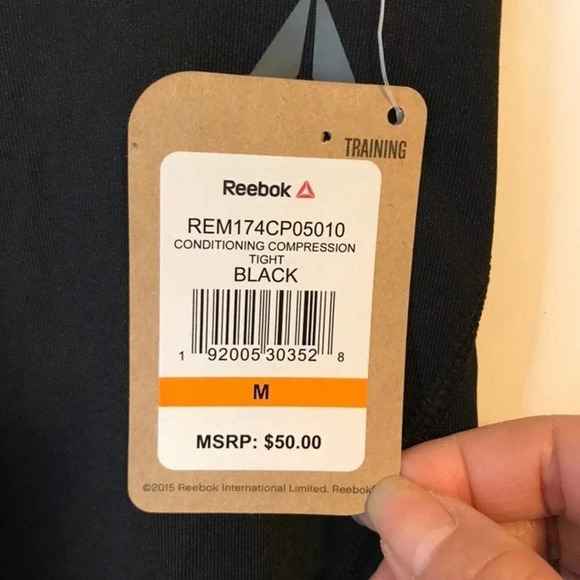 TRAINING
Reebok
REM174CP05010
CONDITIONING COMPRESSION
TIGHT
BLACK
1 92005 30352 8
M
MSRP: $50.00
©2015 Reebok International Limited. Reebok